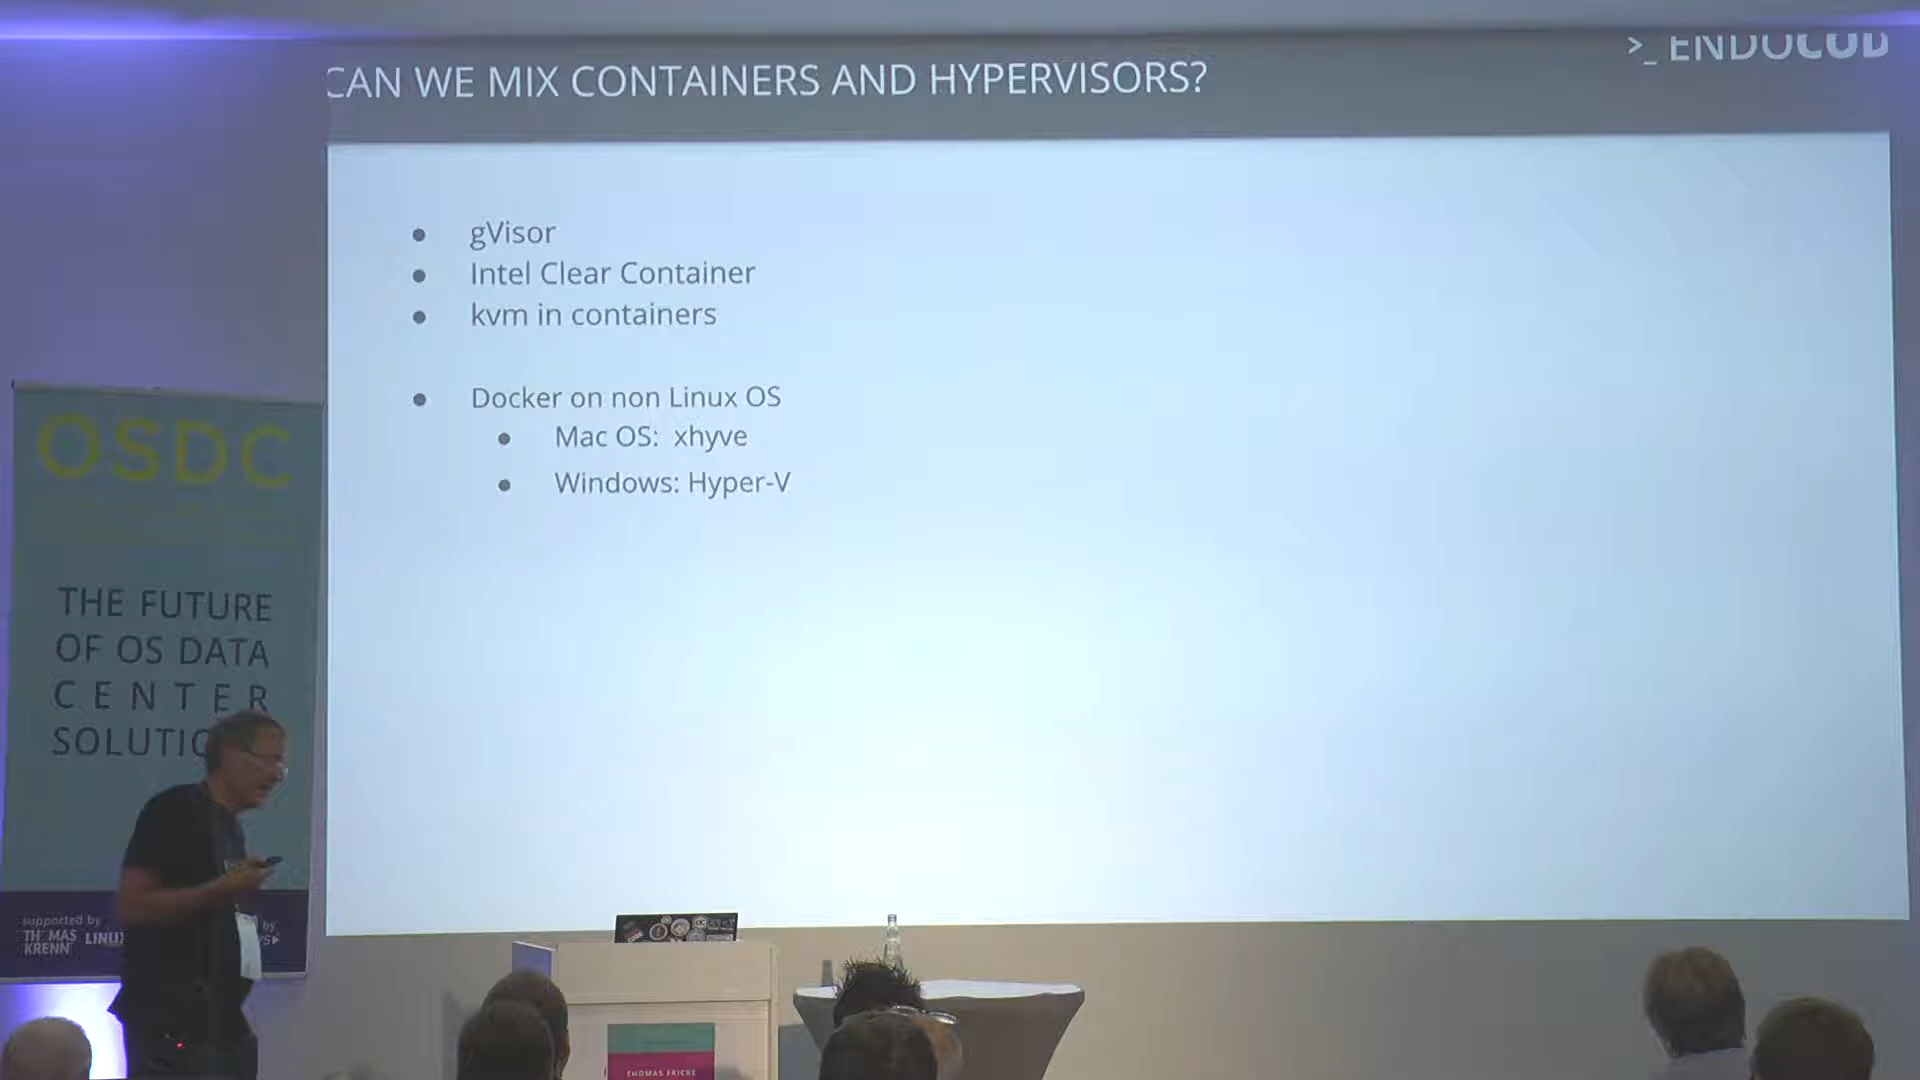 >_ ENDOCOD
CAN WE MIX CONTAINERS AND HYPERVISORS?
gVisor
Intel Clear Container
kvm in containers
Docker on non Linux OS
Mac OS: xhyve
Windows: Hyper-V
OSDC
THE FUTURE
OF OS DATA
CENTER
SOLUTIO
supported by
TH MAS
KRENN
LINUX
by
THOMAS FRICKE